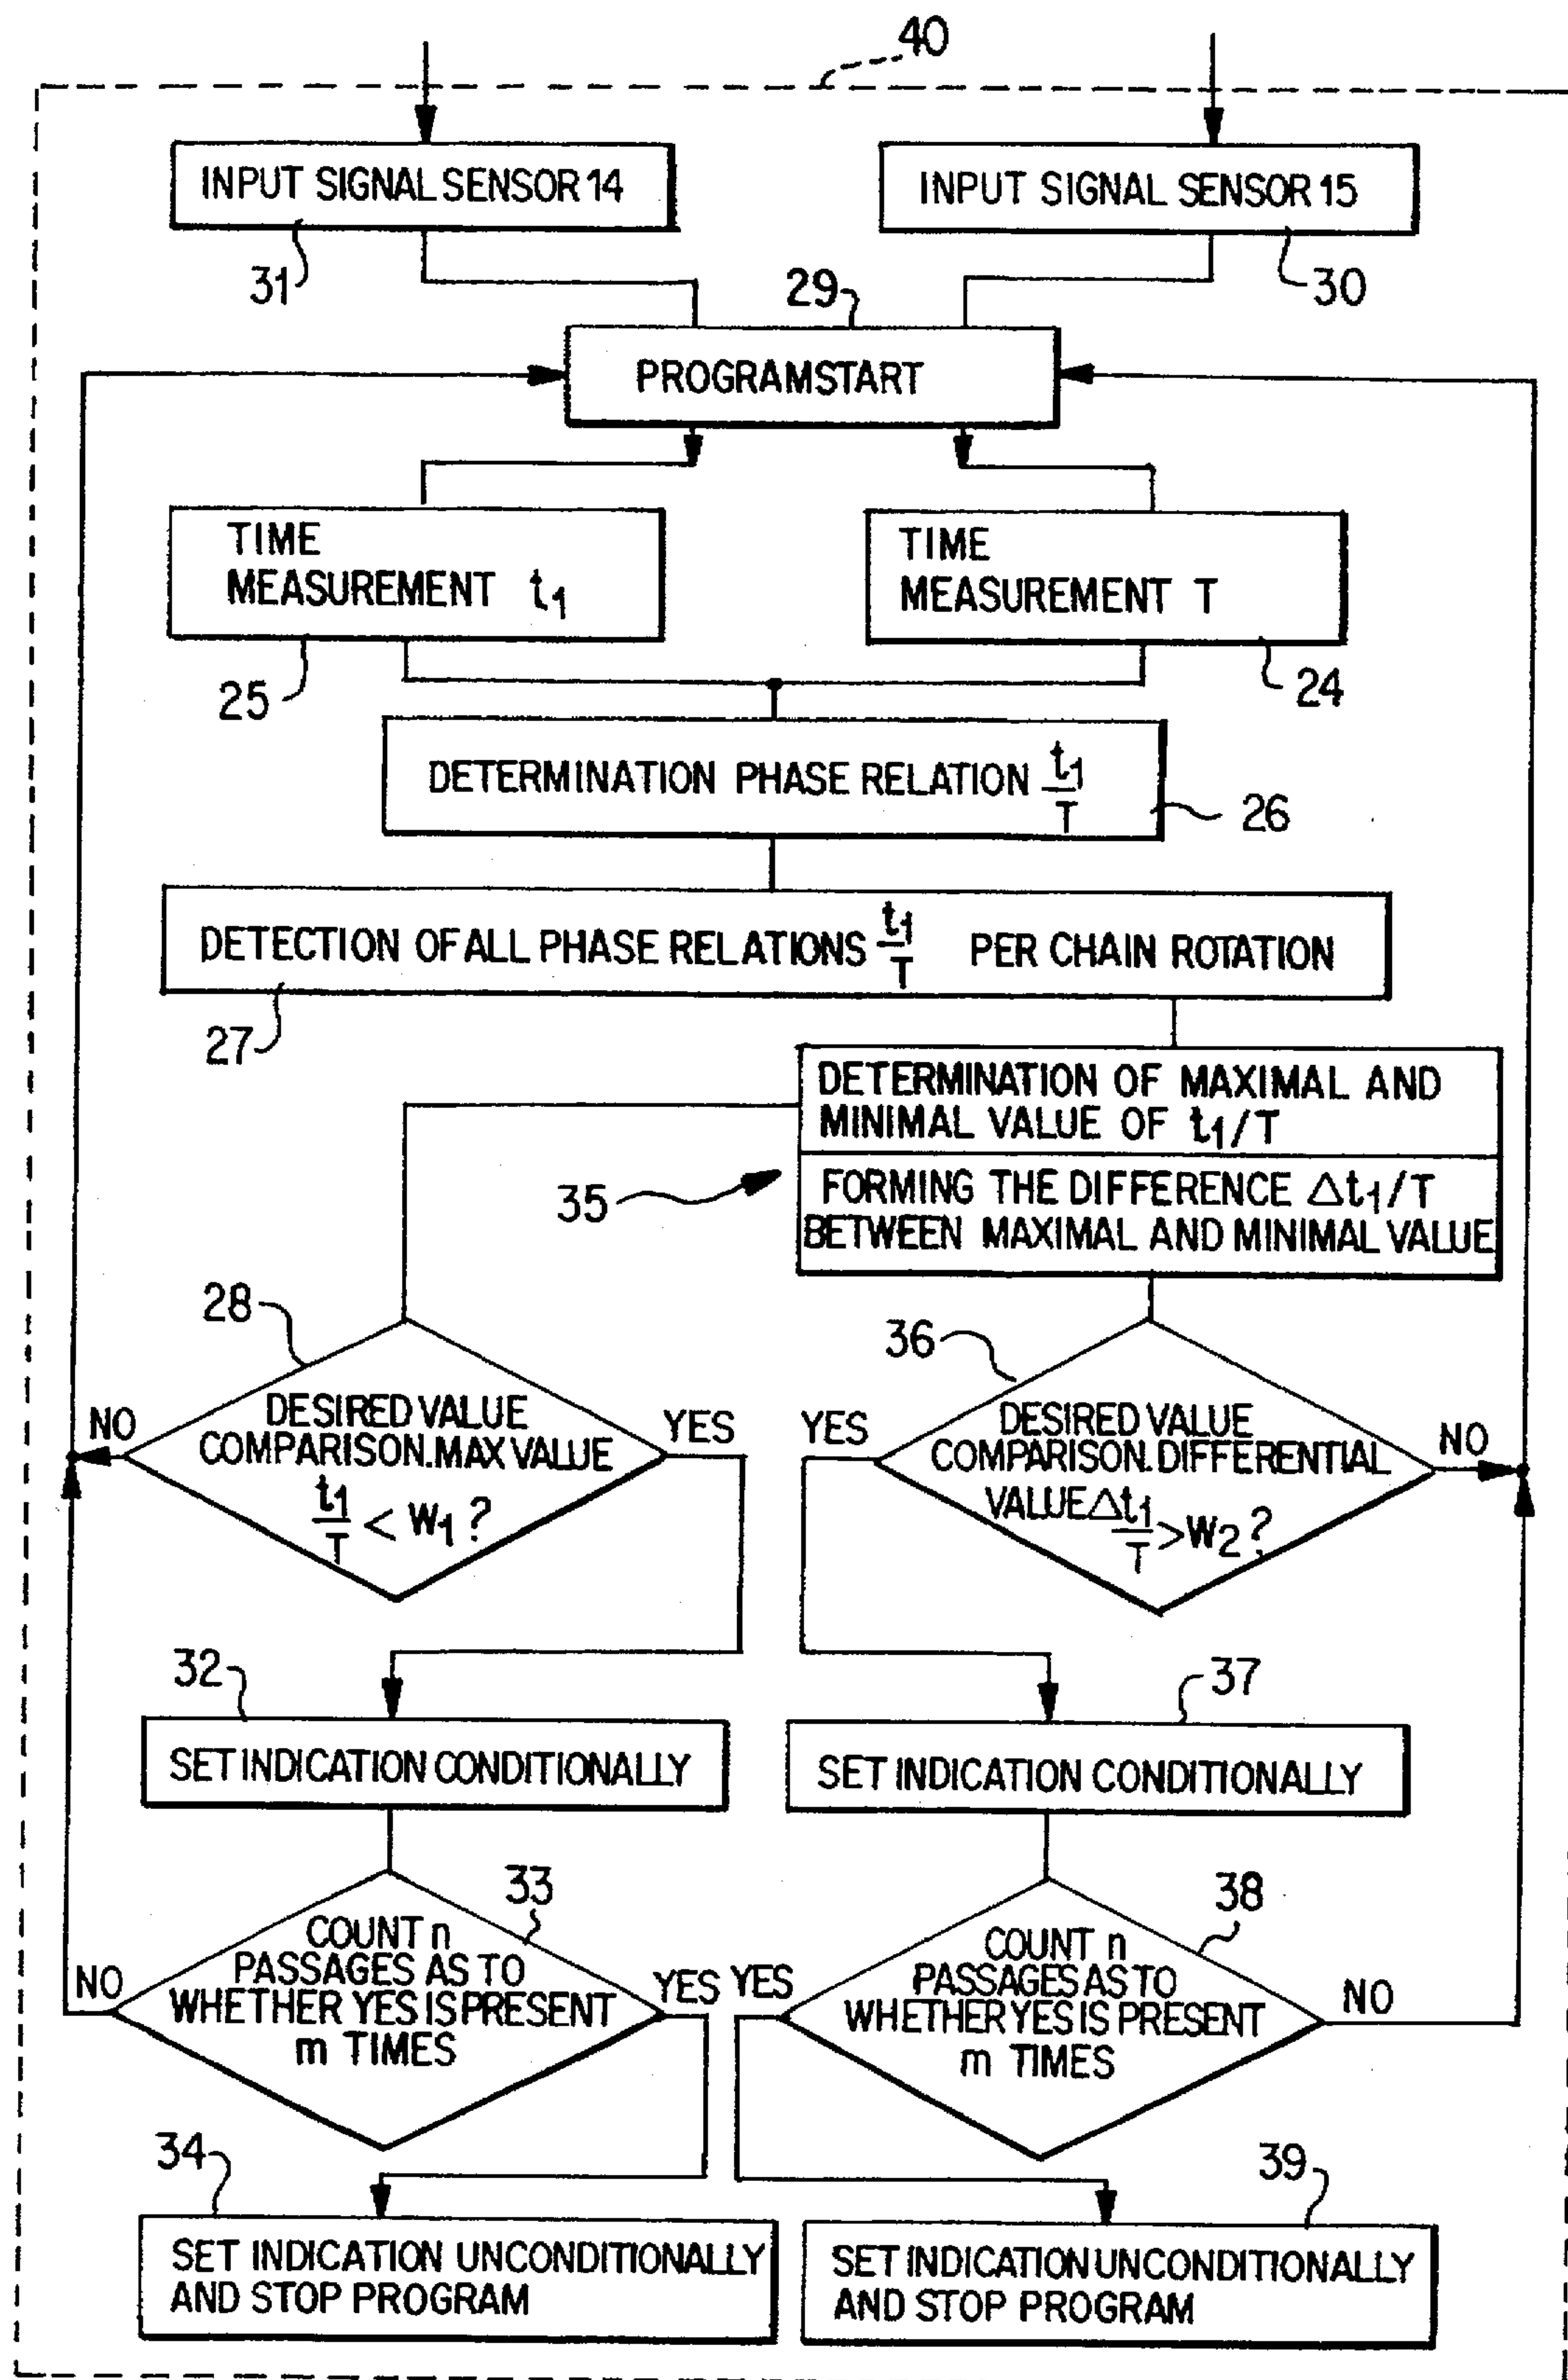 40
INPUT SIGNAL SENSOR 14
INPUT SIGNAL SENSOR 15
31
30
29
PROGRAMSTART
TIME
MEASUREMENT t1
TIME
MEASUREMENT T
25
24
DETERMINATION PHASE RELATION t1/T
26
DETECTION OF ALL PHASE RELATIONS t1/T PER CHAIN ROTATION
27
DETERMINATION OF MAXIMAL AND
MINIMAL VALUE OF t1/T
35
FORMING THE DIFFERENCE Δt1/T
BETWEEN MAXIMAL AND MINIMAL VALUE
28
36
NO
DESIRED VALUE
COMPARISON.MAX VALUE
t1/T < W1?
YES
YES
DESIRED VALUE
COMPARISON.DIFFERENTIAL
VALUE Δt1/T > W2?
NO
32
37
SET INDICATION CONDITIONALLY
SET INDICATION CONDITIONALLY
33
38
NO
COUNT n
PASSAGES AS TO
WHETHER YES IS PRESENT
m TIMES
YES
YES
COUNT n
PASSAGES AS TO
WHETHER YES IS PRESENT
m TIMES
NO
34
39
SET INDICATION UNCONDITIONALLY
AND STOP PROGRAM
SET INDICATION UNCONDITIONALLY
AND STOP PROGRAM